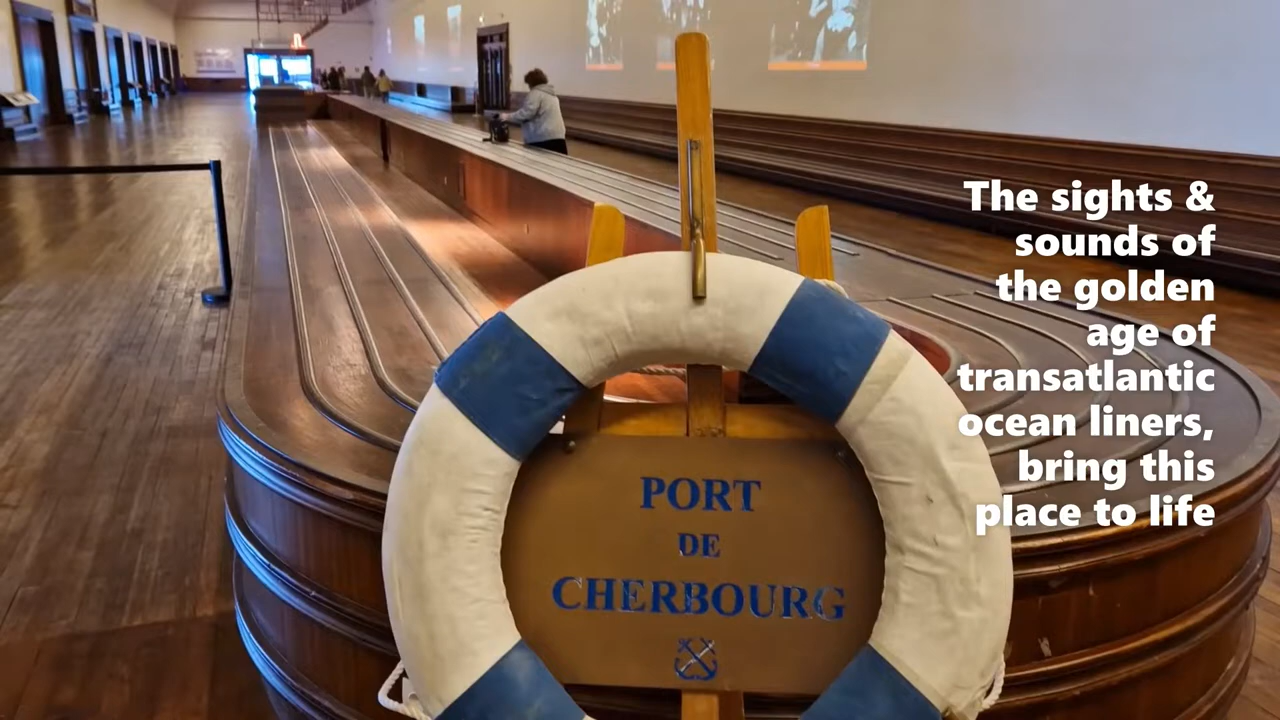 The sights &
sounds of
the golden
age of
transatlantic
ocean liners,
bring this
place to life
PORT
DE
CHERBOURG